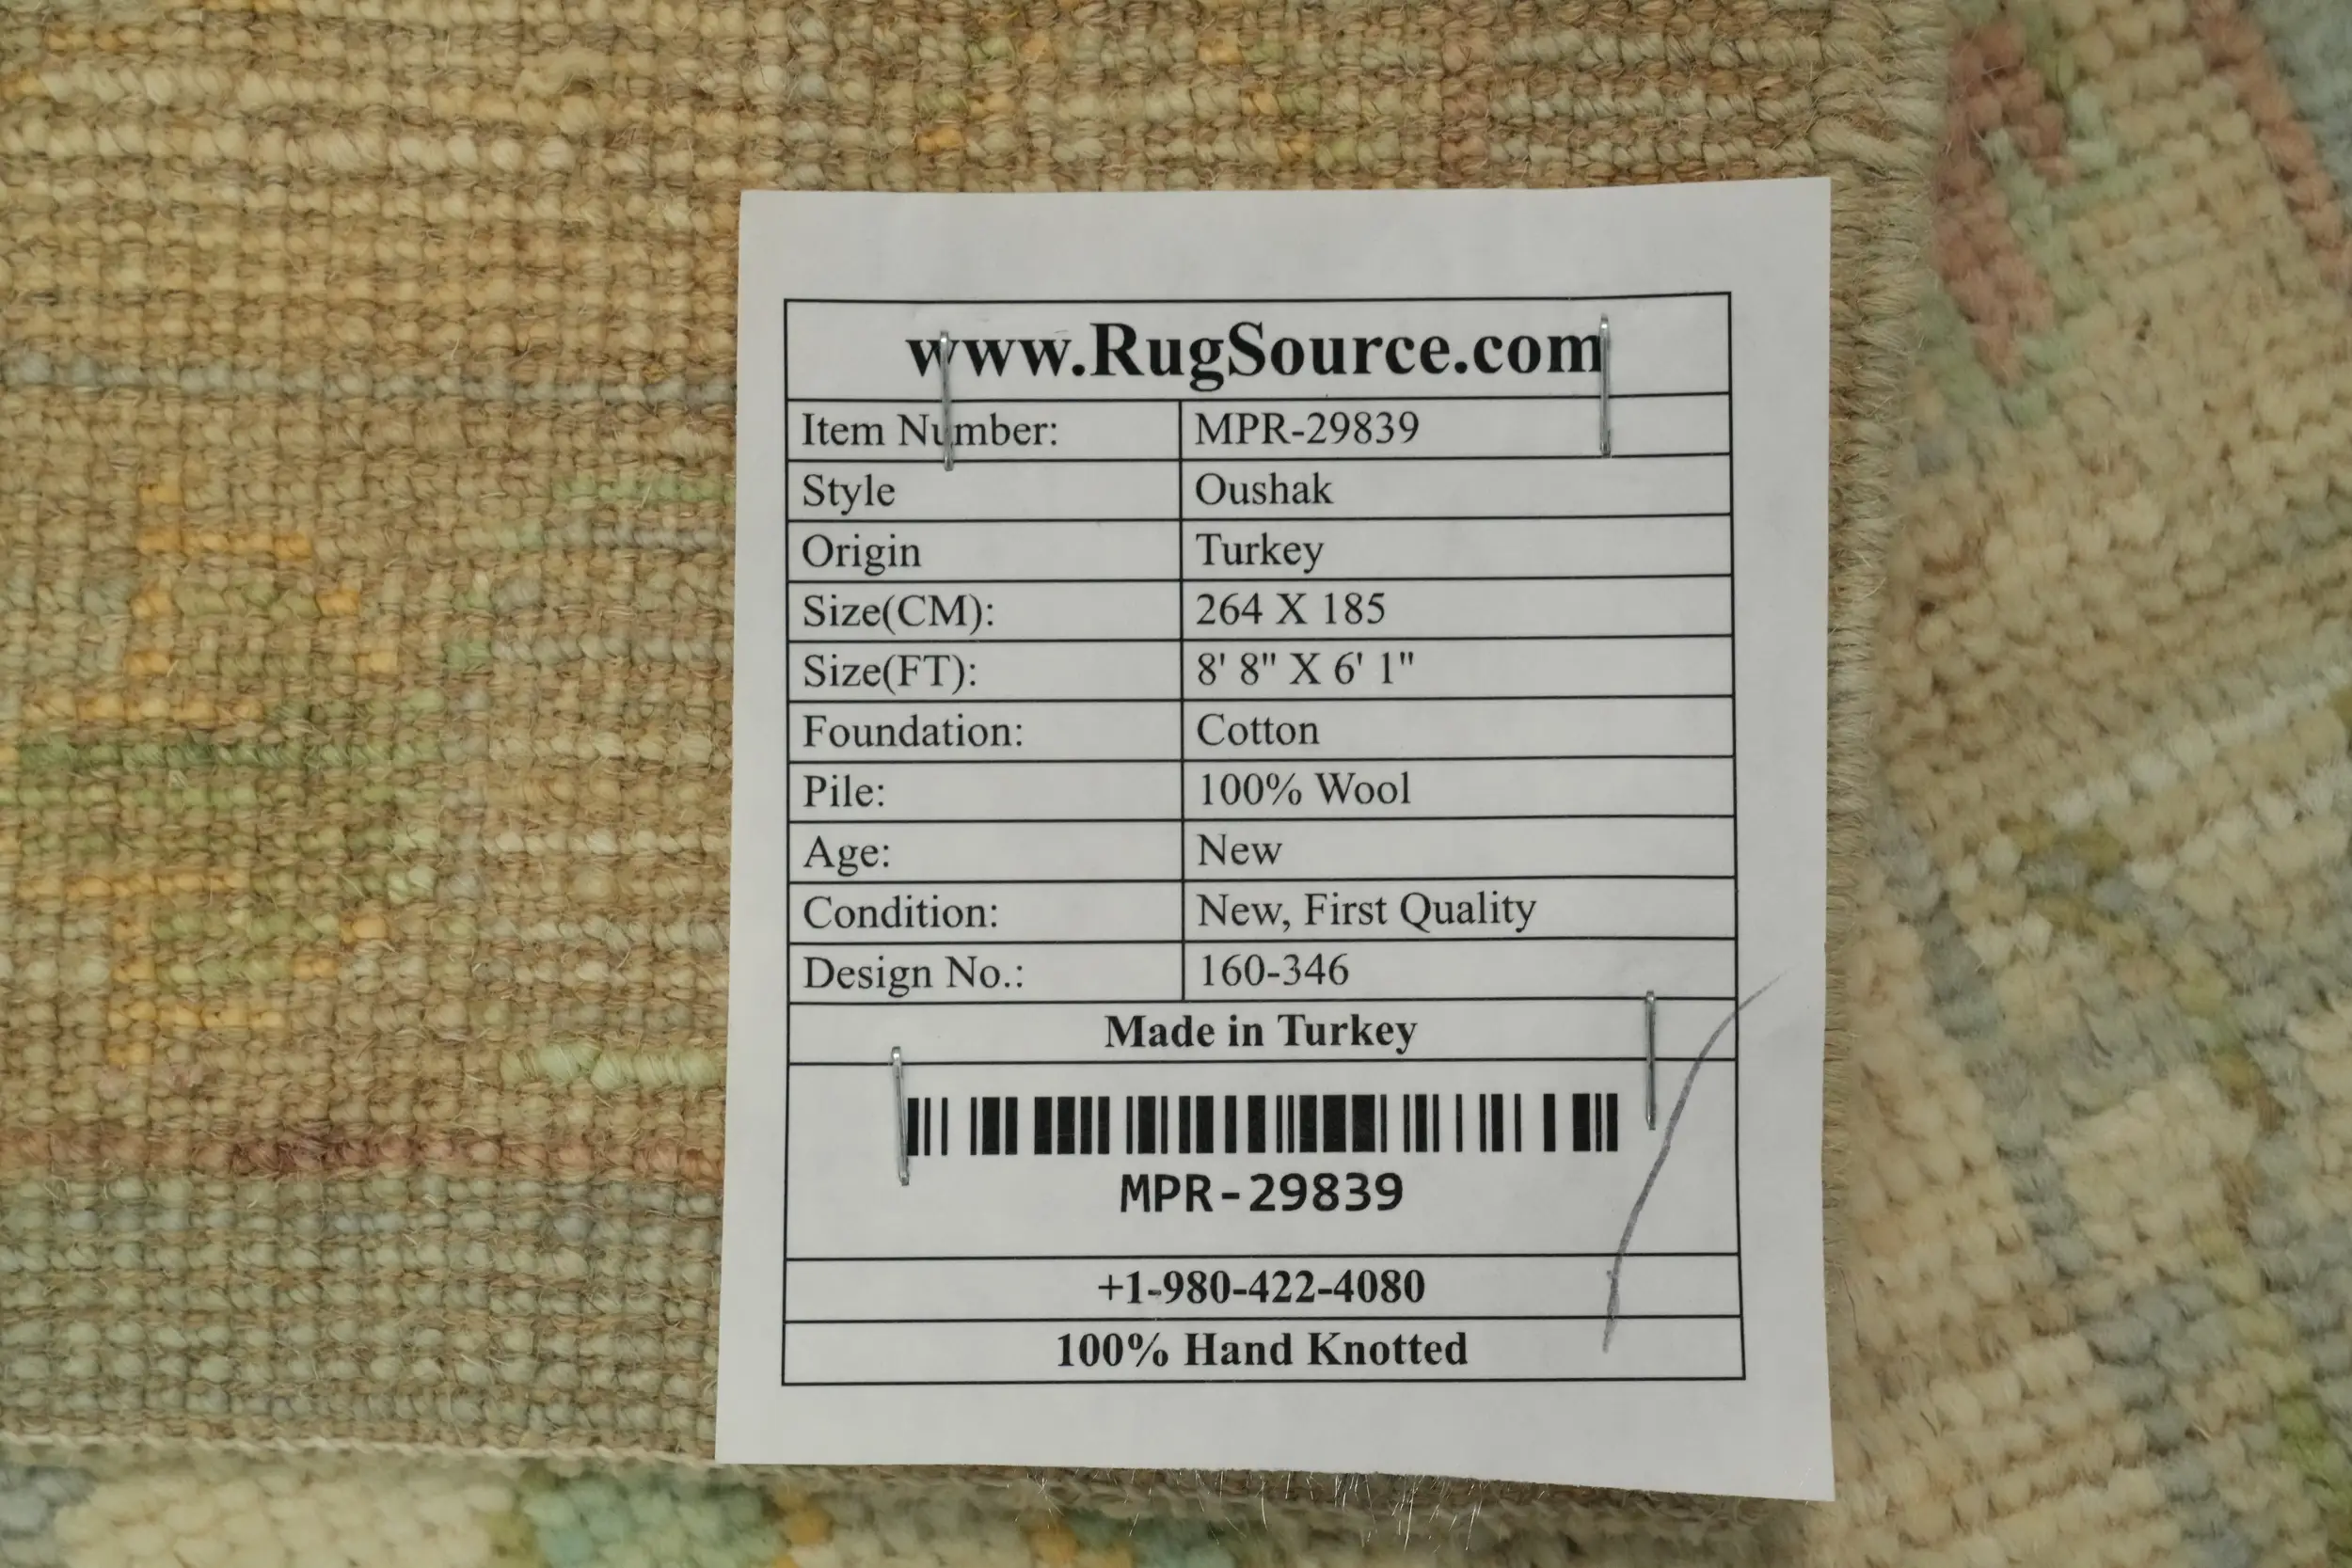 www.RugSource.com
Item Number: MPR-29839
Style Oushak
Origin Turkey
Size(CM): 264 X 185
Size(FT): 8' 8" X 6' 1"
Foundation: Cotton
Pile: 100% Wool
Age: New
Condition: New, First Quality
Design No.: 160-346
Made in Turkey
MPR-29839
+1-980-422-4080
100% Hand Knotted